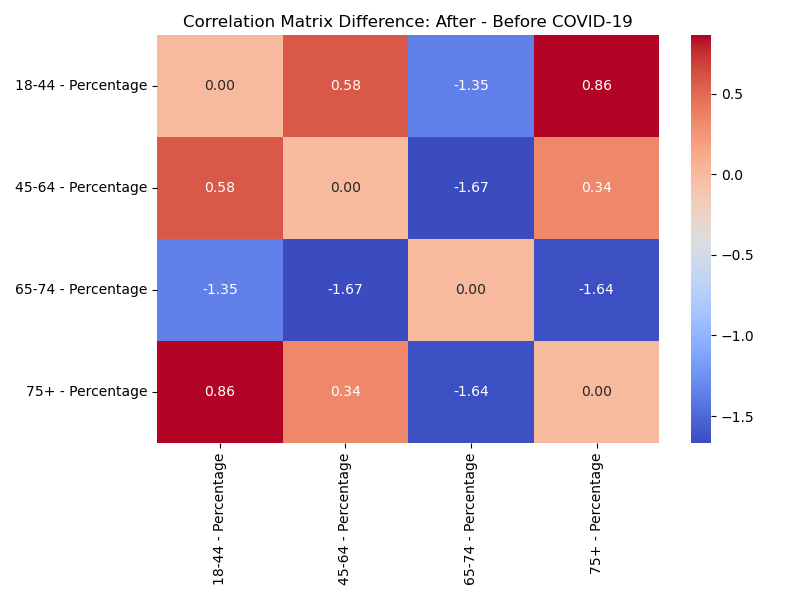 Correlation Matrix Difference: After - Before COVID-19
18-44 - Percentage
0.00
0.58
-1.35
0.86
45-64 - Percentage
0.58
0.00
-1.67
0.34
65-74 - Percentage
-1.35
-1.67
0.00
-1.64
75+ - Percentage
0.86
0.34
-1.64
0.00
18-44 - Percentage
45-64 - Percentage
65-74 - Percentage
75+ - Percentage
0.5
0.0
−0.5
−1.0
−1.5